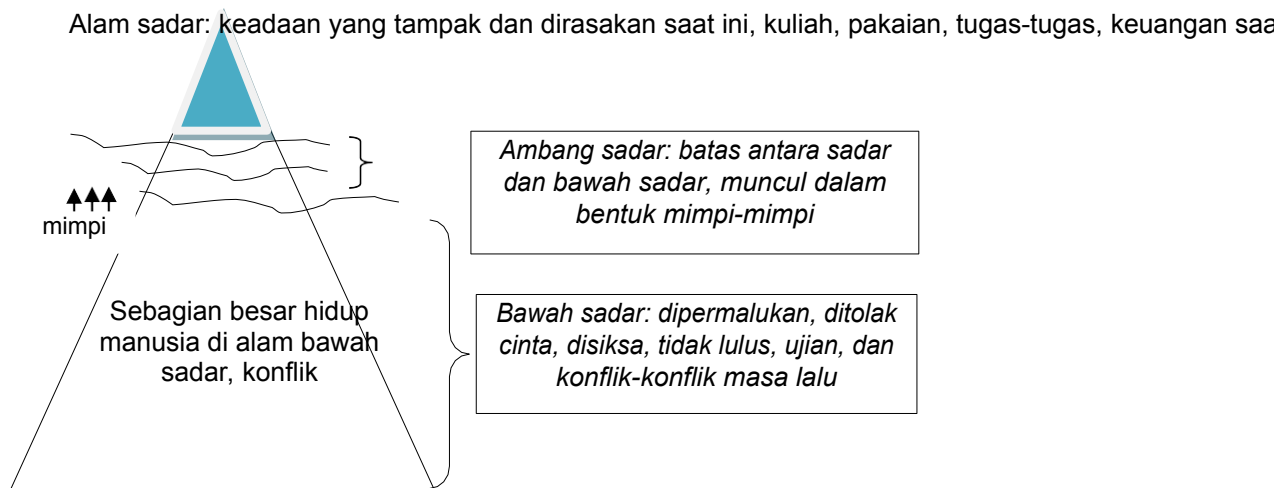 Alam sadar: keadaan yang tampak dan dirasakan saat ini, kuliah, pakaian, tugas-tugas, keuangan
Ambang sadar: batas antara sadar
dan bawah sadar, muncul dalam
bentuk mimpi-mimpi
mimpi
Sebagian besar hidup
manusia di alam bawah
sadar, konflik
Bawah sadar: dipermalukan, ditolak
cinta, disiksa, tidak lulus, ujian, dan
konflik-konflik masa lalu